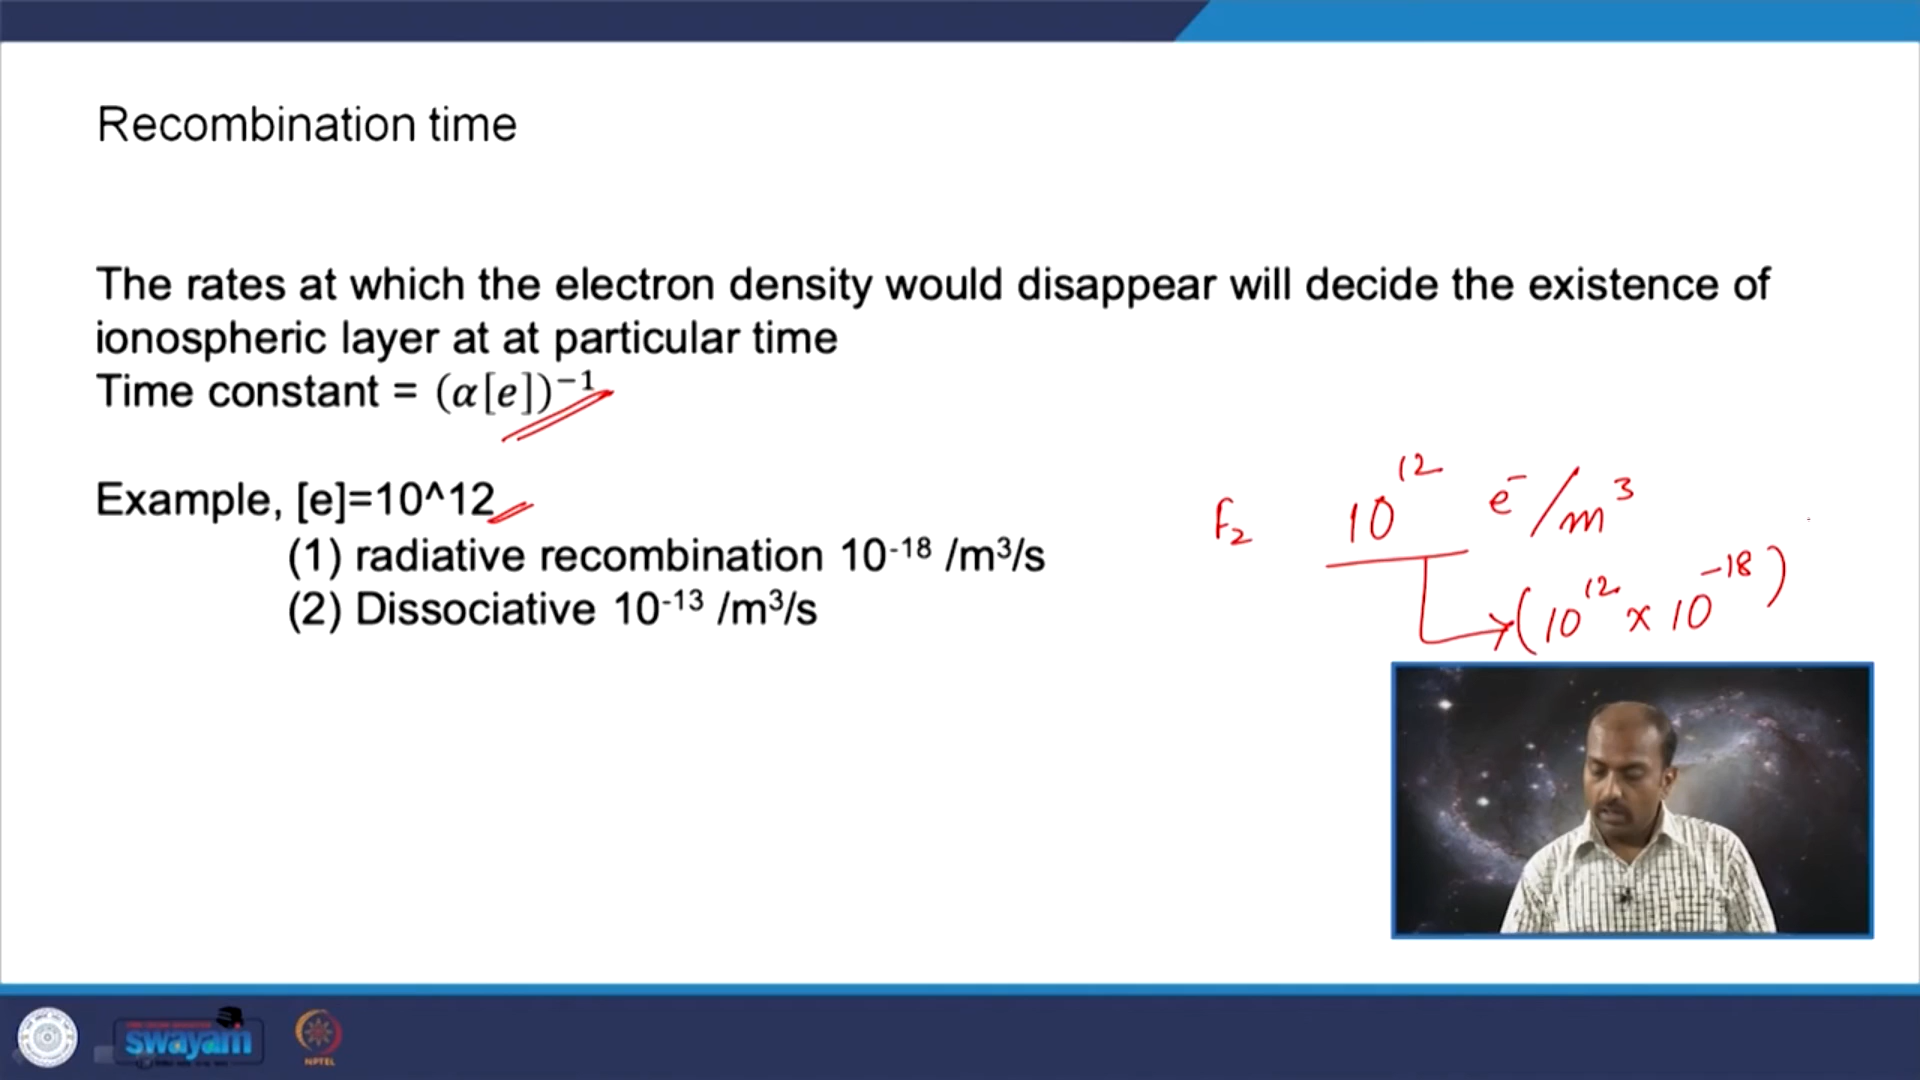 Recombination time
The rates at which the electron density would disappear will decide the existence of
ionospheric layer at at particular time
Time constant = (α[e])⁻¹
Example, [e]=10^12
(1) radiative recombination 10⁻¹⁸ /m³/s
(2) Dissociative 10⁻¹³ /m³/s
F₂ 10¹² e⁻/m³
(10¹² x 10⁻¹⁸)
swayam
NPTEL